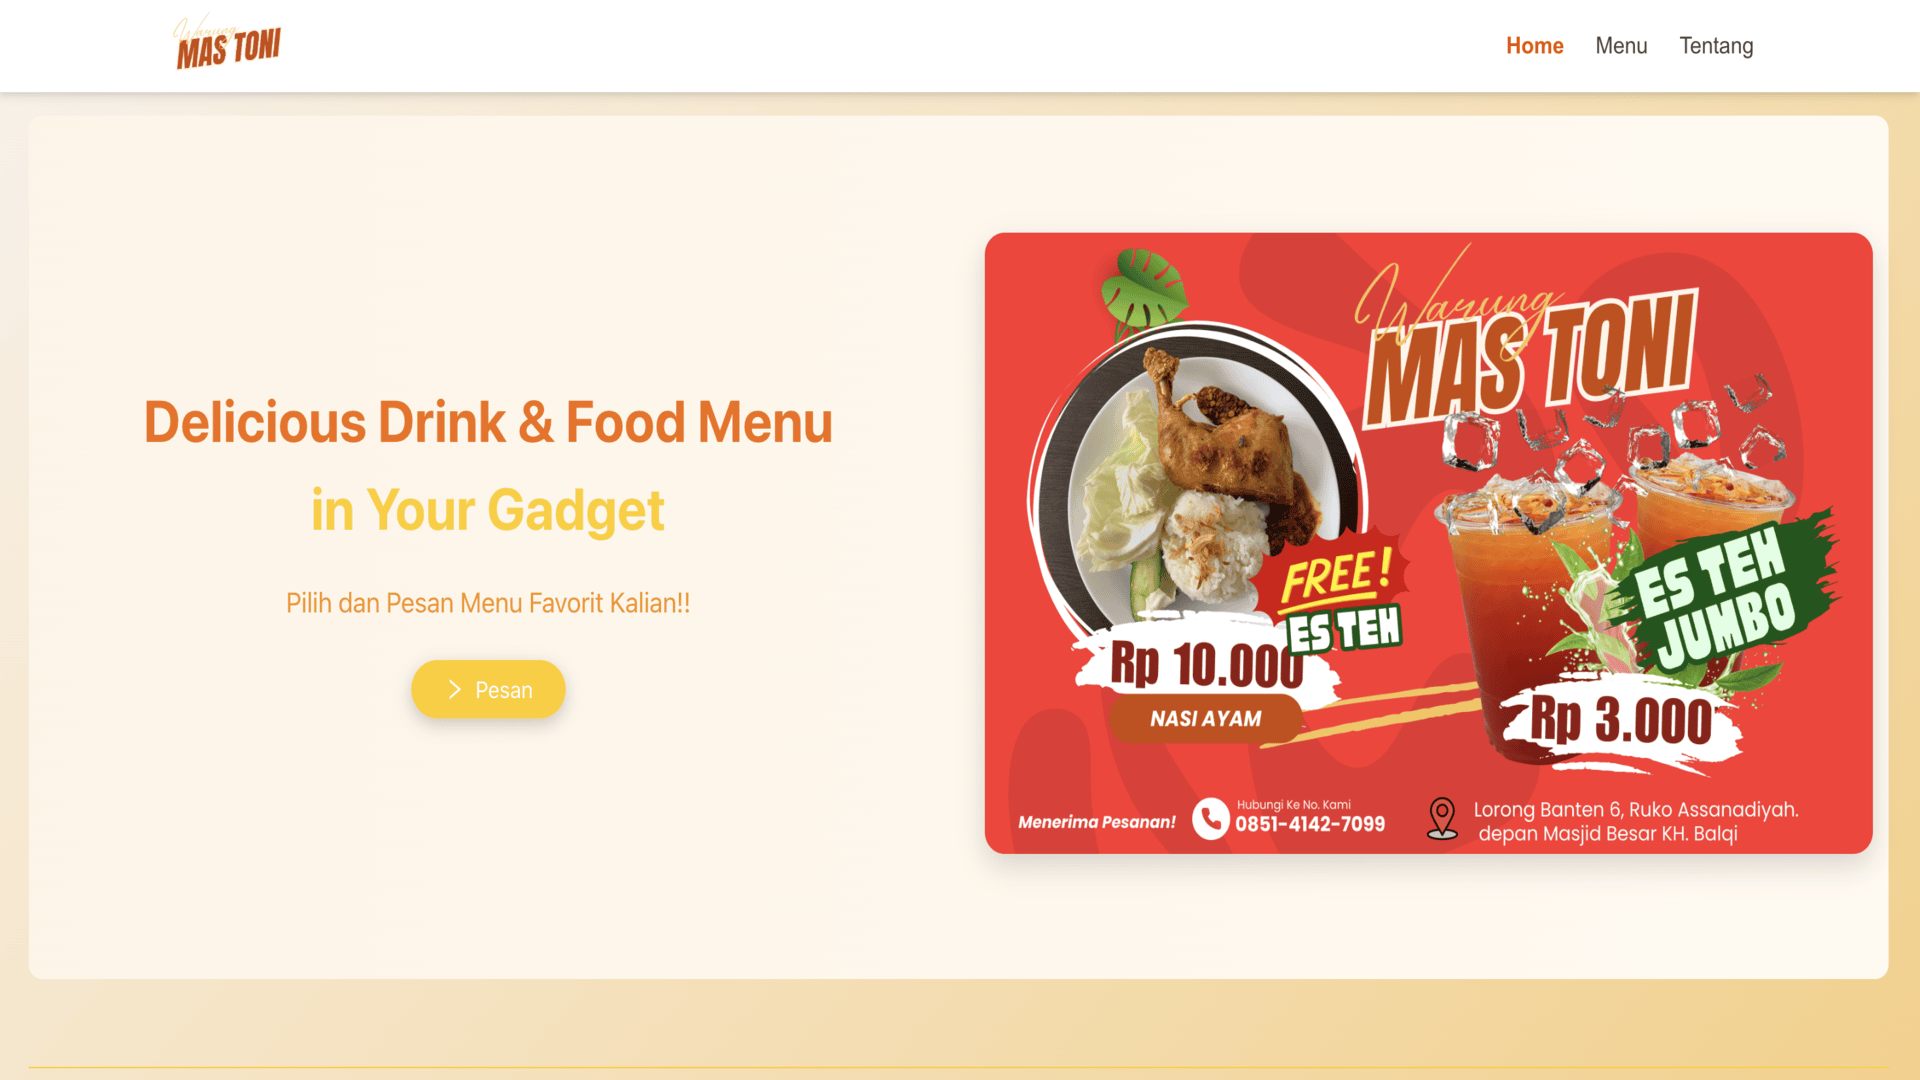 Warung
MAS TONI
Home
Menu
Tentang
Delicious Drink & Food Menu
in Your Gadget
Pilih dan Pesan Menu Favorit Kalian!!
Pesan
Warung
MAS TONI
FREE!
ES TEH
Rp 10.000
NASI AYAM
ES TEH
JUMBO
Rp 3.000
Menerima Pesanan!
Hubungi Ke No. Kami
0851-4142-7099
Lorong Banten 6, Ruko Assanadiyah.
depan Masjid Besar KH. Balqi